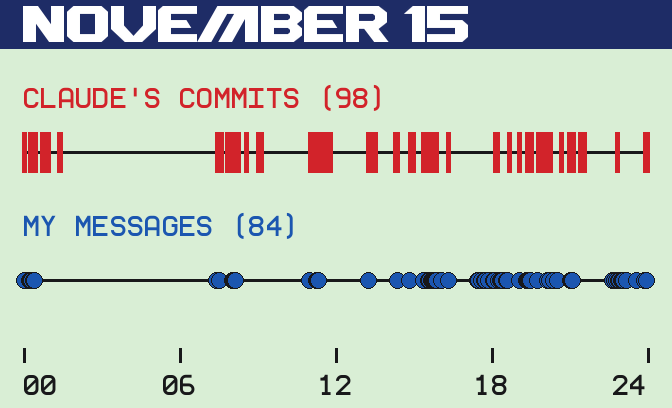 NOVEMBER 15
CLAUDE'S COMMITS (98)
MY MESSAGES (84)
00 06 12 18 24